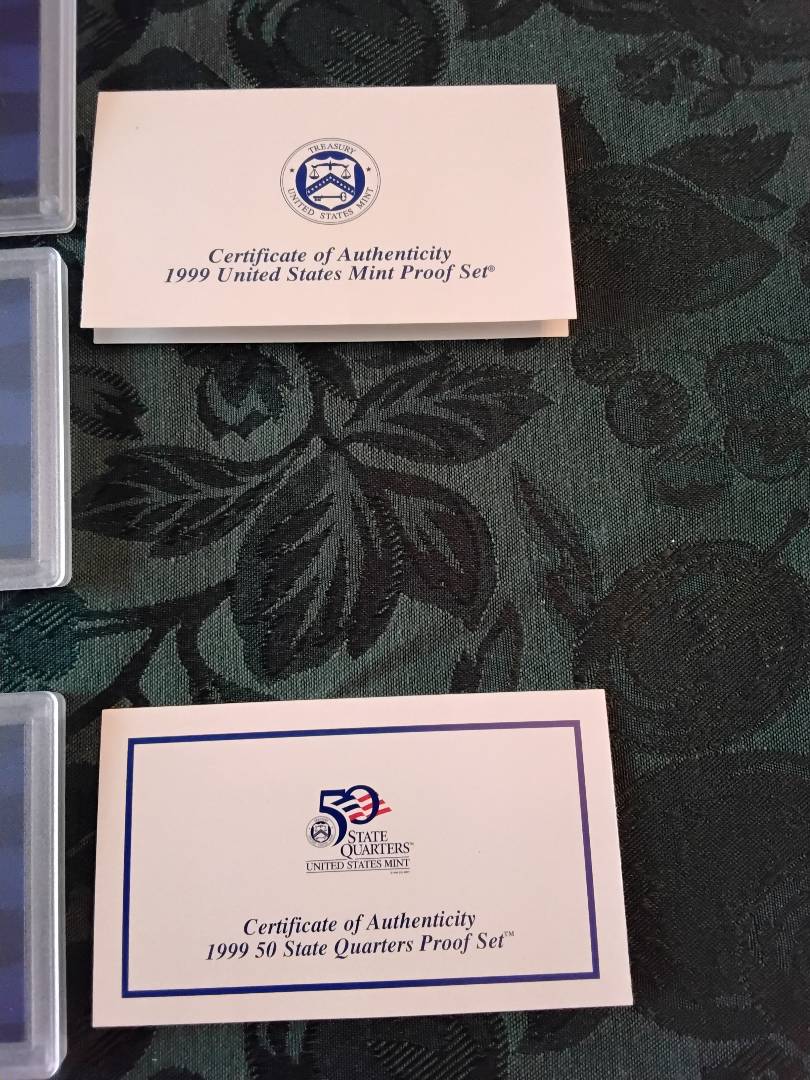 TREASURY
UNITED STATES MINT
Certificate of Authenticity
1999 United States Mint Proof Set®
50
STATE
QUARTERS™
UNITED STATES MINT
Certificate of Authenticity
1999 50 State Quarters Proof Set™